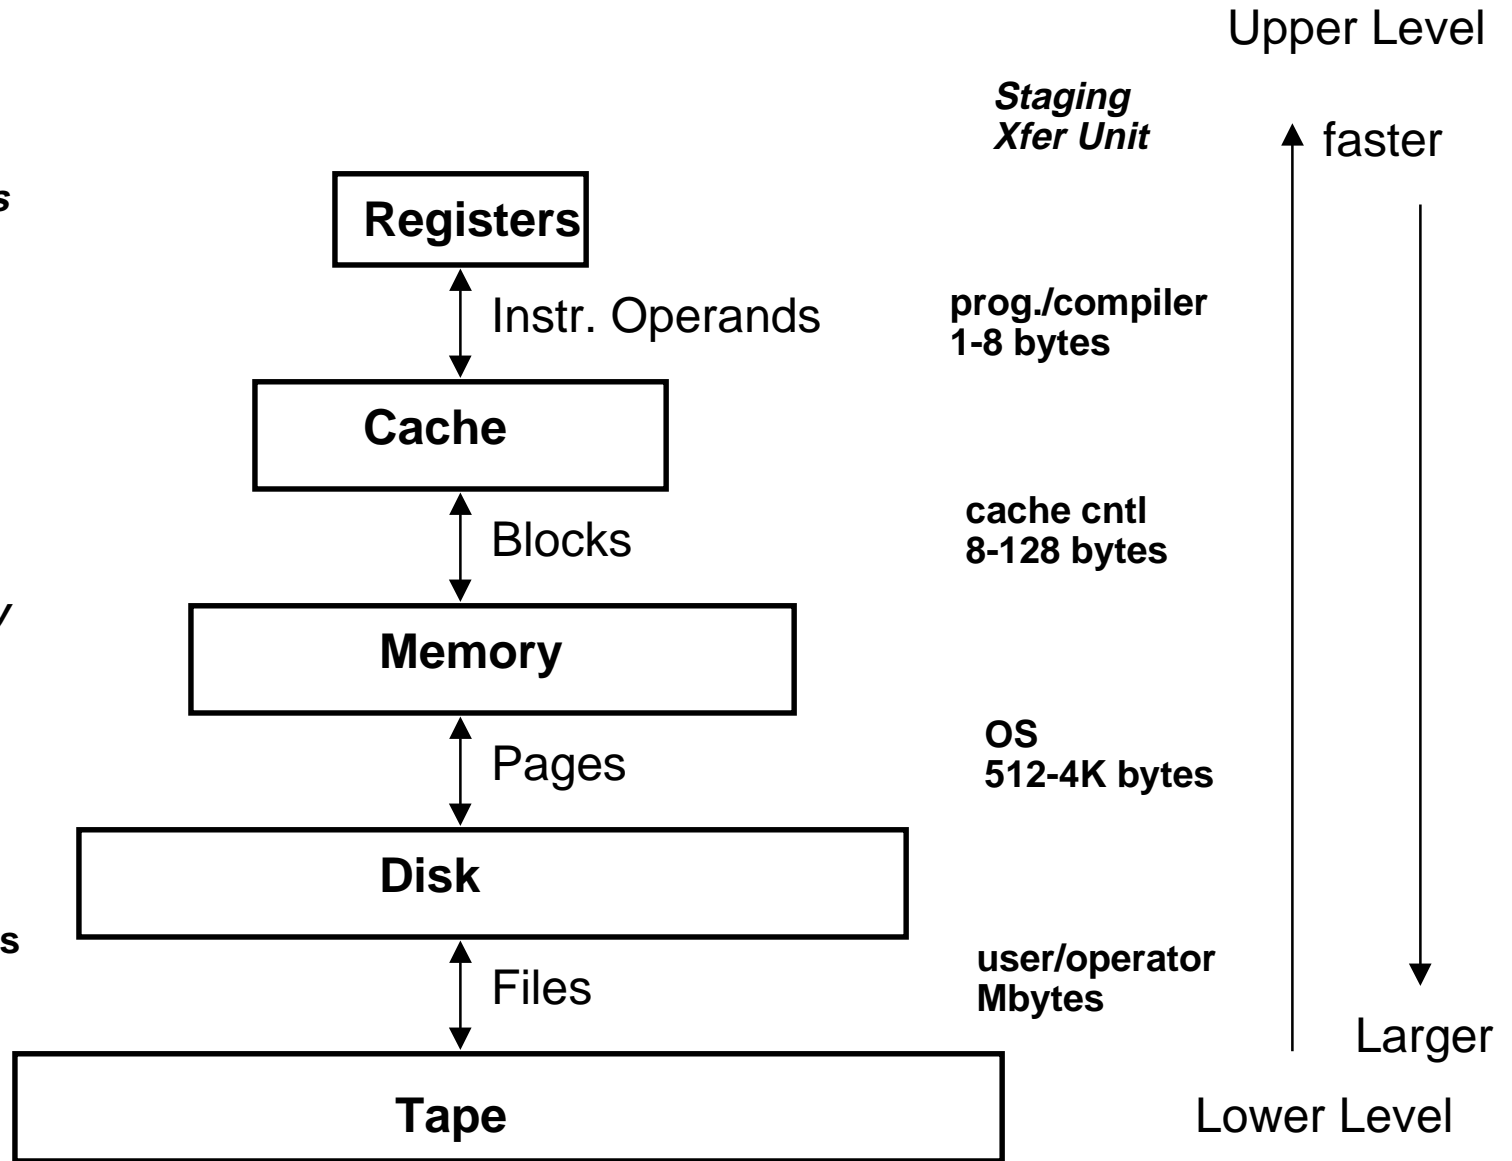 Upper Level
Staging
Xfer Unit
faster
s
Registers
Instr. Operands
prog./compiler
1-8 bytes
Cache
Blocks
cache cntl
8-128 bytes
y
Memory
Pages
OS
512-4K bytes
Disk
s
Files
user/operator
Mbytes
Larger
Tape
Lower Level